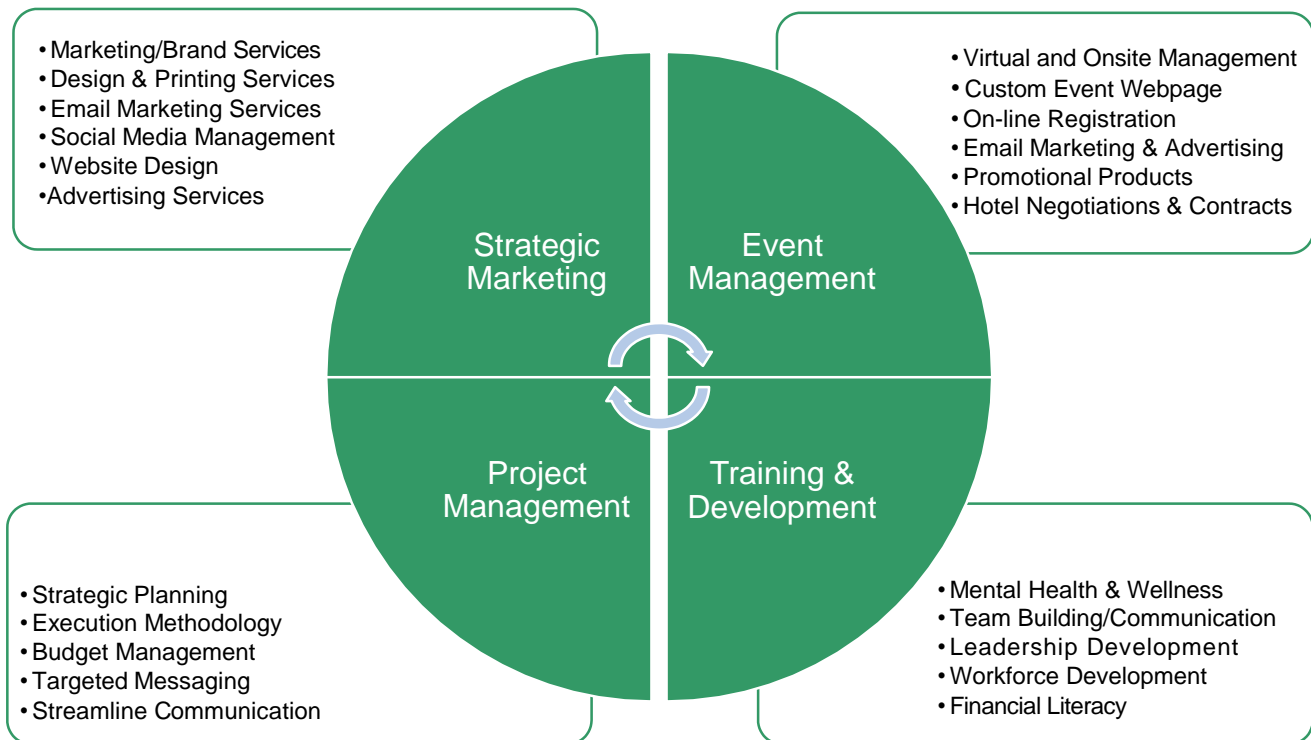 • Marketing/Brand Services
• Design & Printing Services
• Email Marketing Services
• Social Media Management
• Website Design
• Advertising Services
• Virtual and Onsite Management
• Custom Event Webpage
• On-line Registration
• Email Marketing & Advertising
• Promotional Products
• Hotel Negotiations & Contracts
Strategic
Marketing
Event
Management
Project
Management
Training &
Development
• Strategic Planning
• Execution Methodology
• Budget Management
• Targeted Messaging
• Streamline Communication
• Mental Health & Wellness
• Team Building/Communication
• Leadership Development
• Workforce Development
• Financial Literacy